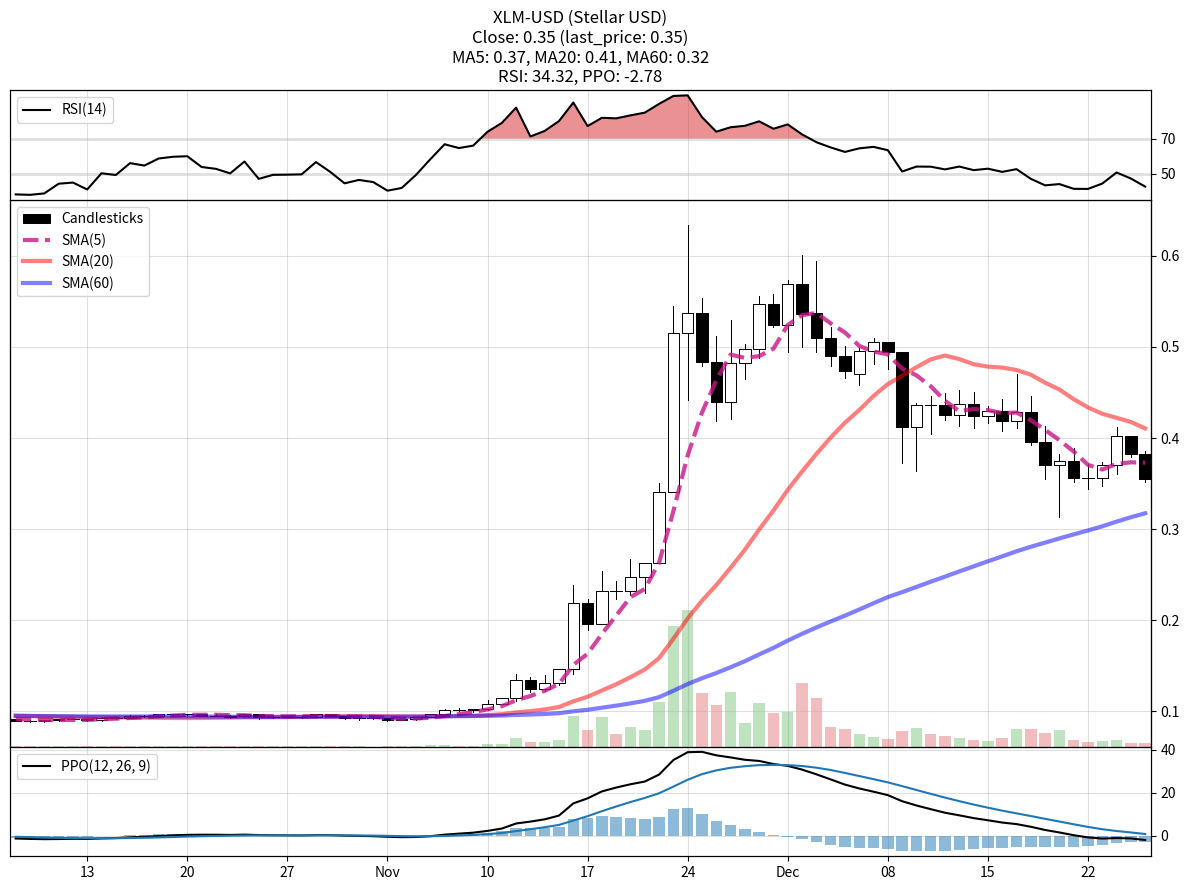 XLM-USD (Stellar USD)
Close: 0.35 (last_price: 0.35)
MA5: 0.37, MA20: 0.41, MA60: 0.32
RSI: 34.32, PPO: -2.78
RSI(14)
70
50
Candlesticks
SMA(5)
SMA(20)
SMA(60)
0.6
0.5
0.4
0.3
0.2
0.1
PPO(12, 26, 9)
40
20
0
13 20 27 Nov 10 17 24 Dec 08 15 22